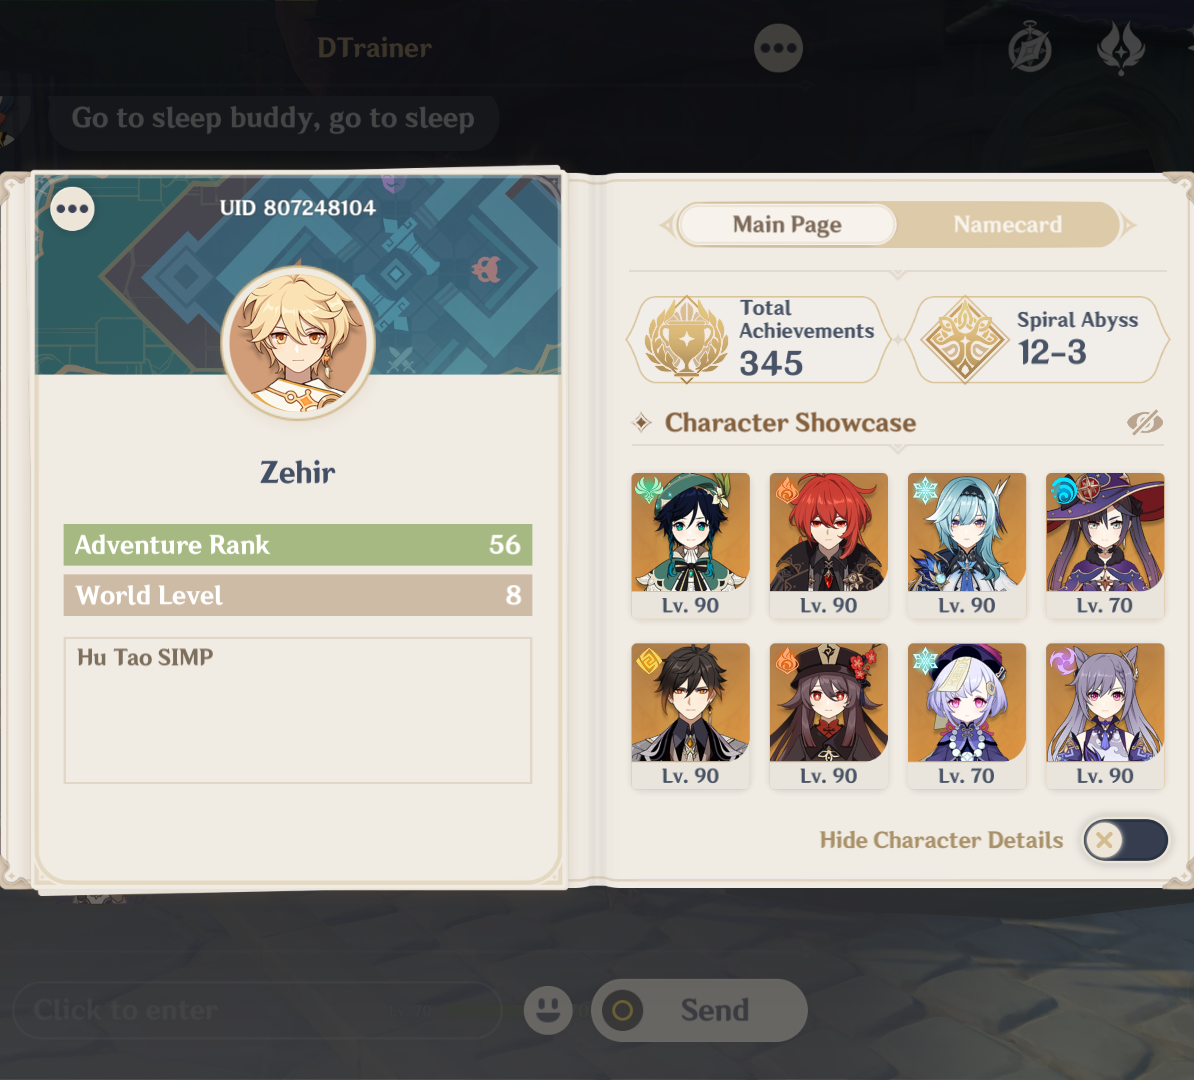 DTrainer
Go to sleep buddy, go to sleep
UID 807248104
Zehir
Adventure Rank 56
World Level 8
Hu Tao SIMP
Main Page
Namecard
Total
Achievements
345
Spiral Abyss
12-3
Character Showcase
Lv. 90
Lv. 90
Lv. 90
Lv. 70
Lv. 90
Lv. 90
Lv. 70
Lv. 90
Hide Character Details
Click to enter
Send